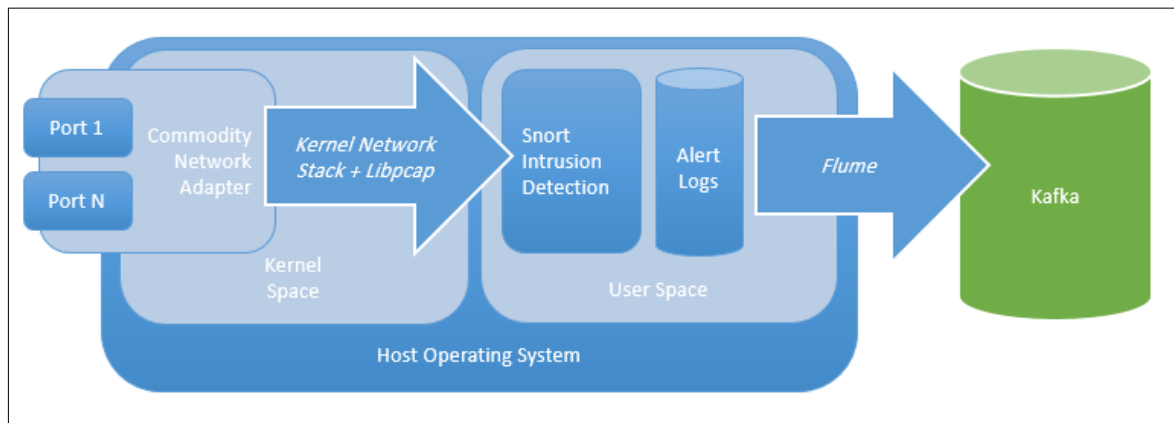 Port 1
Port N
Commodity
Network
Adapter
Kernel Network
Stack + Libpcap
Kernel
Space
Snort
Intrusion
Detection
Alert
Logs
User Space
Host Operating System
Flume
Kafka